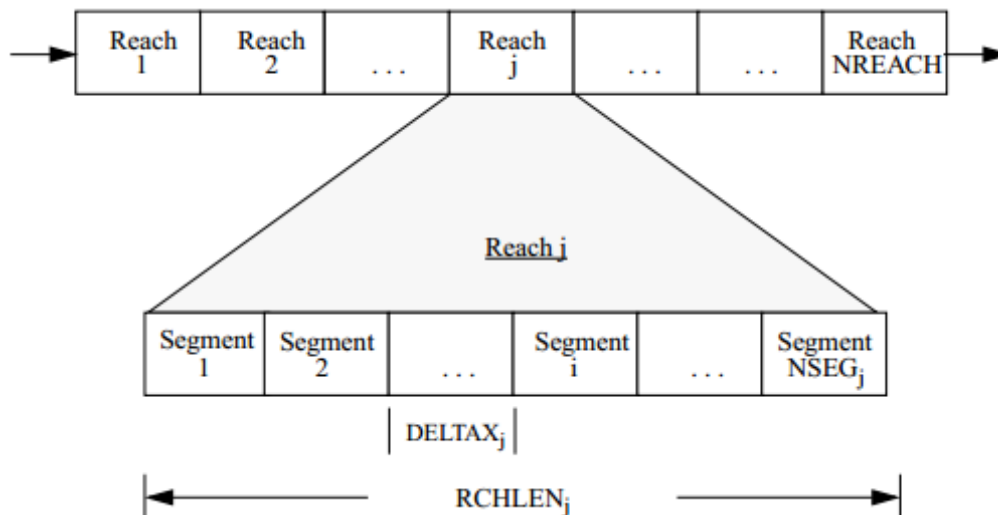 Reach Reach Reach Reach
1 2 . . . j . . . . . . NREACH
Reach j
Segment Segment Segment Segment
1 2 . . . i . . . NSEGj
DELTAXj
RCHLENj